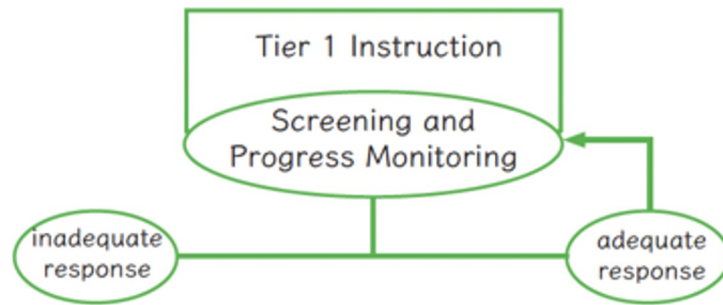 Tier 1 Instruction
Screening and
Progress Monitoring
inadequate
response
adequate
response